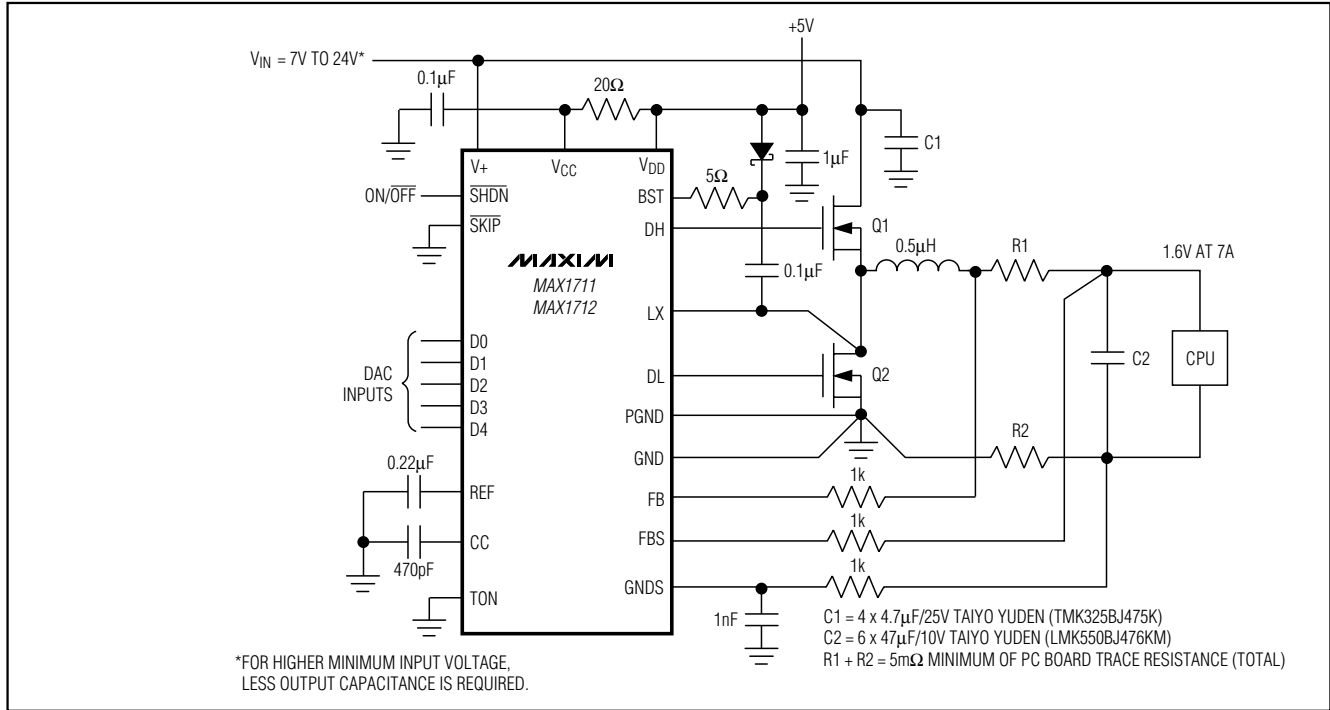 +5V
VIN = 7V TO 24V*
0.1µF
20Ω
C1
1µF
V+
VCC
VDD
5Ω
ON/OFF
SHDN
BST
SKIP
DH
Q1
MAXIM
MAX1711
MAX1712
0.1µF
0.5µH
R1
1.6V AT 7A
LX
D0
D1
D2
D3
D4
DAC
INPUTS
DL
Q2
C2
CPU
PGND
R2
GND
0.22µF
REF
FB
1k
CC
470pF
FBS
1k
TON
GNDS
1k
1nF
C1 = 4 x 4.7µF/25V TAIYO YUDEN (TMK325BJ475K)
C2 = 6 x 47µF/10V TAIYO YUDEN (LMK550BJ476KM)
R1 + R2 = 5mΩ MINIMUM OF PC BOARD TRACE RESISTANCE (TOTAL)
*FOR HIGHER MINIMUM INPUT VOLTAGE,
LESS OUTPUT CAPACITANCE IS REQUIRED.